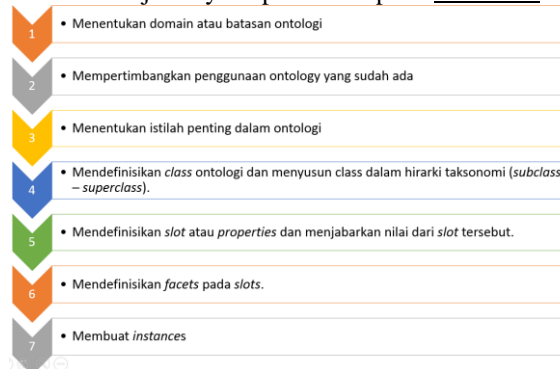 1
• Menentukan domain atau batasan ontologi
2
• Mempertimbangkan penggunaan ontology yang sudah ada
3
• Menentukan istilah penting dalam ontologi
4
• Mendefinisikan class ontologi dan menyusun class dalam hirarki taksonomi (subclass
– superclass).
5
• Mendefinisikan slot atau properties dan menjabarkan nilai dari slot tersebut.
6
• Mendefinisikan facets pada slots.
7
• Membuat instances